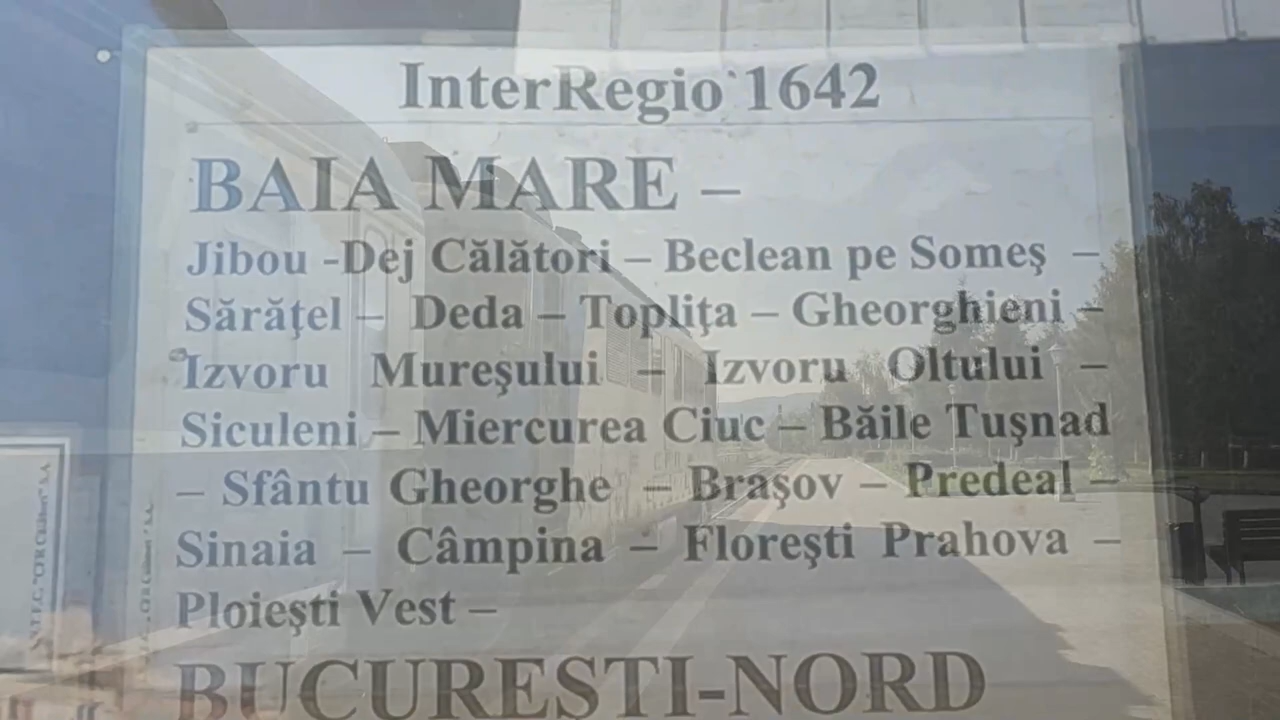 InterRegio 1642
BAIA MARE –
Jibou -Dej Călători – Beclean pe Someş –
Sărăţel – Deda – Topliţa – Gheorghieni –
Izvoru Mureşului – Izvoru Oltului –
Siculeni – Miercurea Ciuc – Băile Tuşnad
– Sfântu Gheorghe – Braşov – Predeal –
Sinaia – Câmpina – Floreşti Prahova –
Ploieşti Vest –
BUCURESTI-NORD